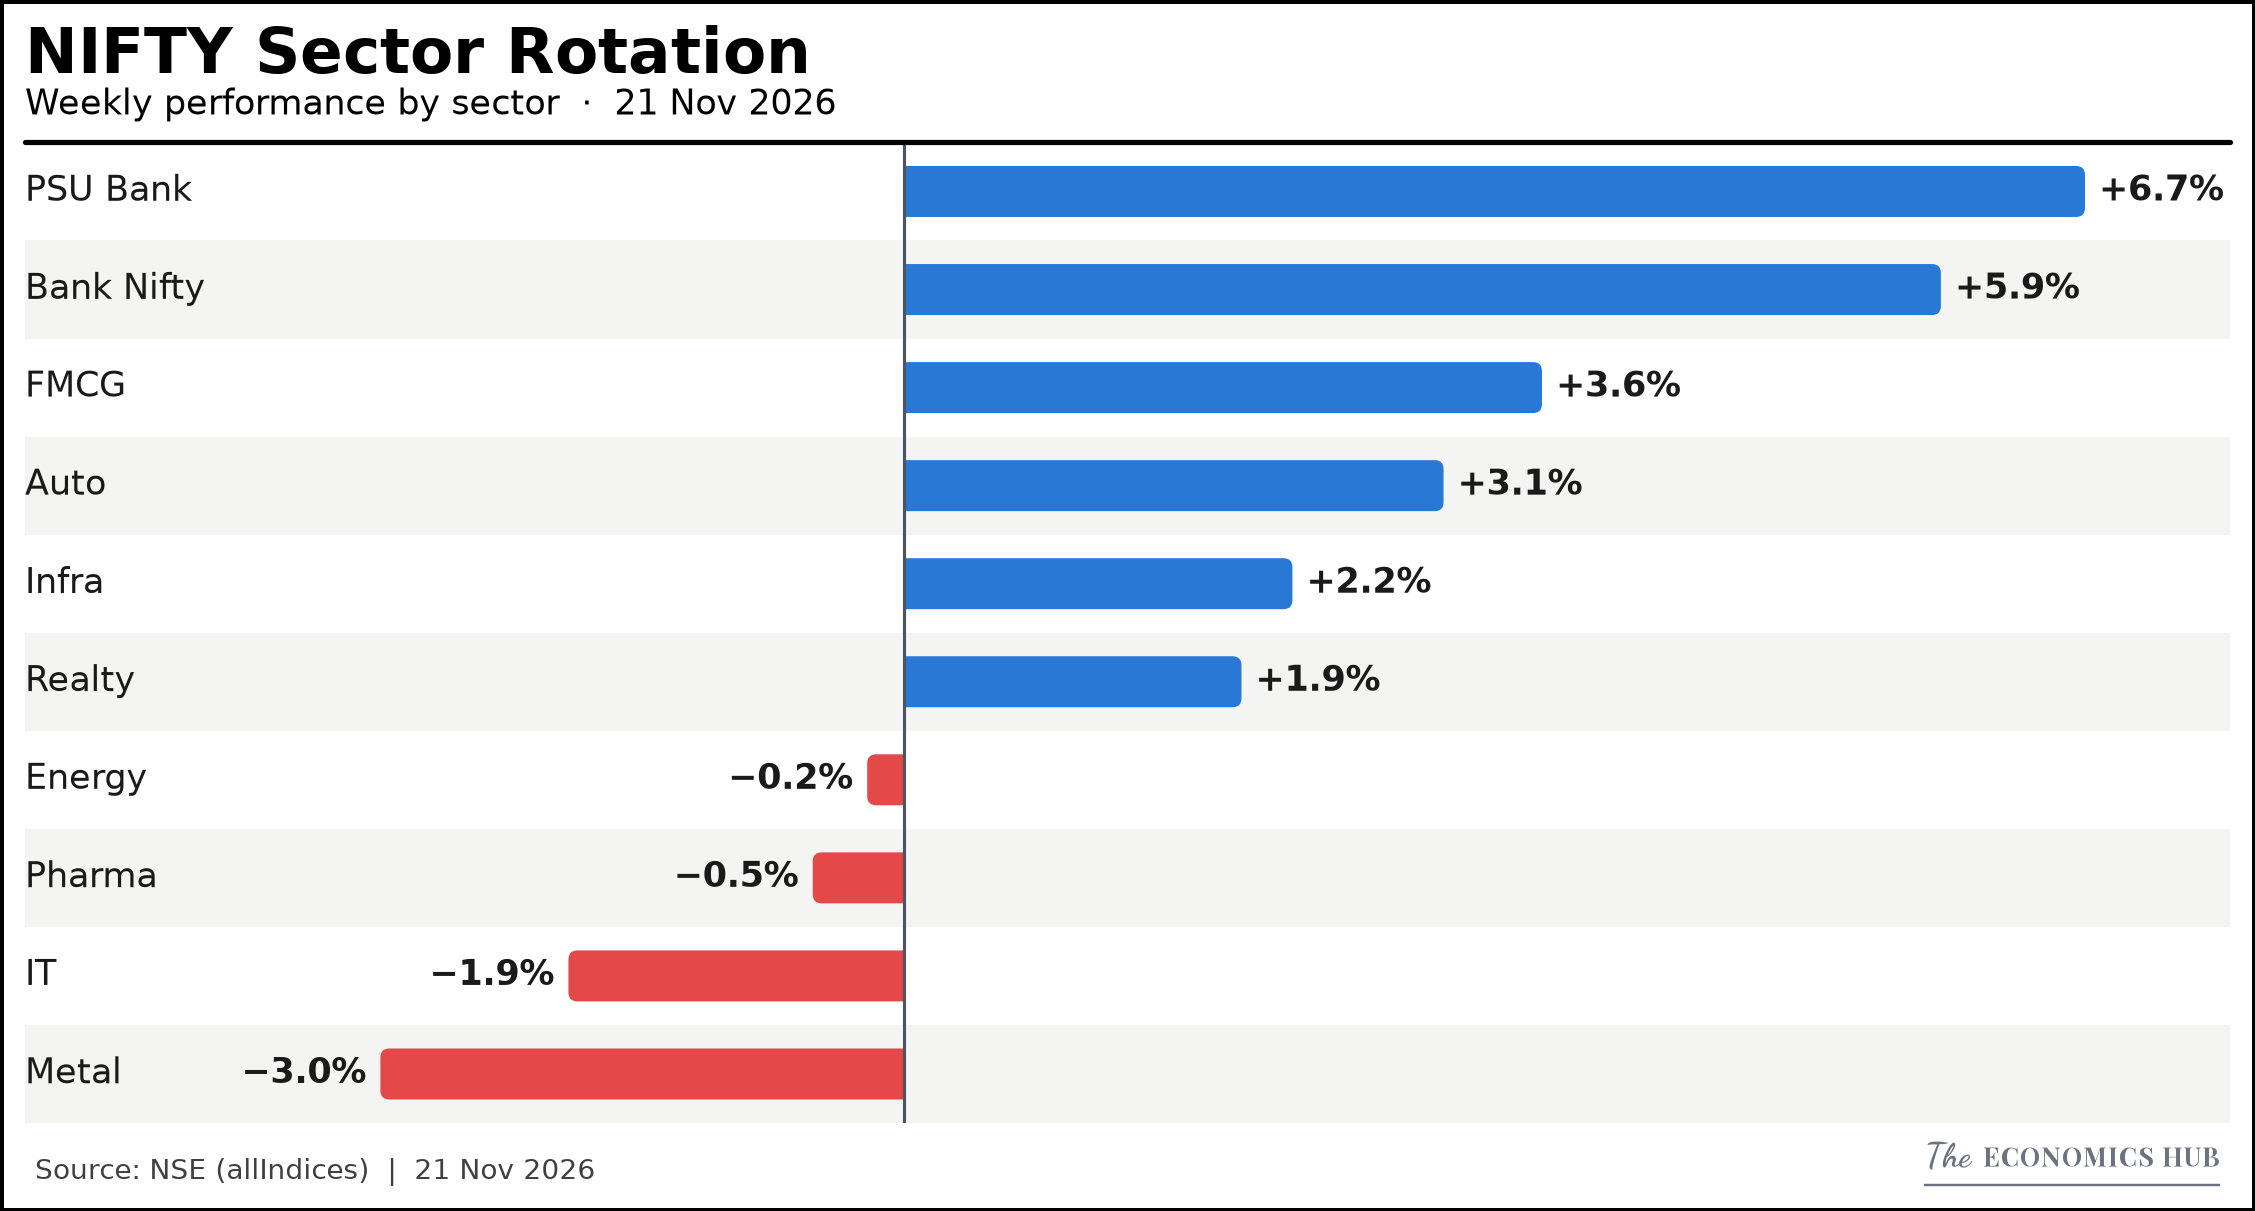 NIFTY Sector Rotation
Weekly performance by sector · 21 Nov 2026
PSU Bank +6.7%
Bank Nifty +5.9%
FMCG +3.6%
Auto +3.1%
Infra +2.2%
Realty +1.9%
Energy −0.2%
Pharma −0.5%
IT −1.9%
Metal −3.0%
Source: NSE (allIndices) | 21 Nov 2026
The ECONOMICS HUB